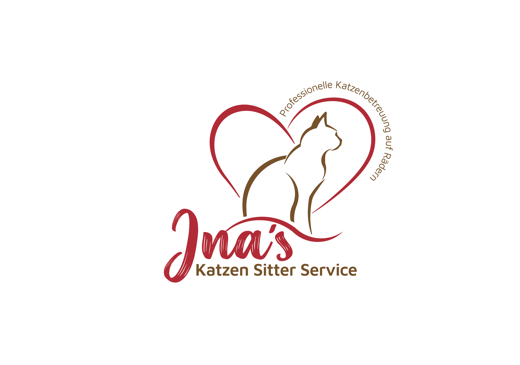 Professionelle Katzenbetreuung auf Rädern
Ina's
Katzen Sitter Service